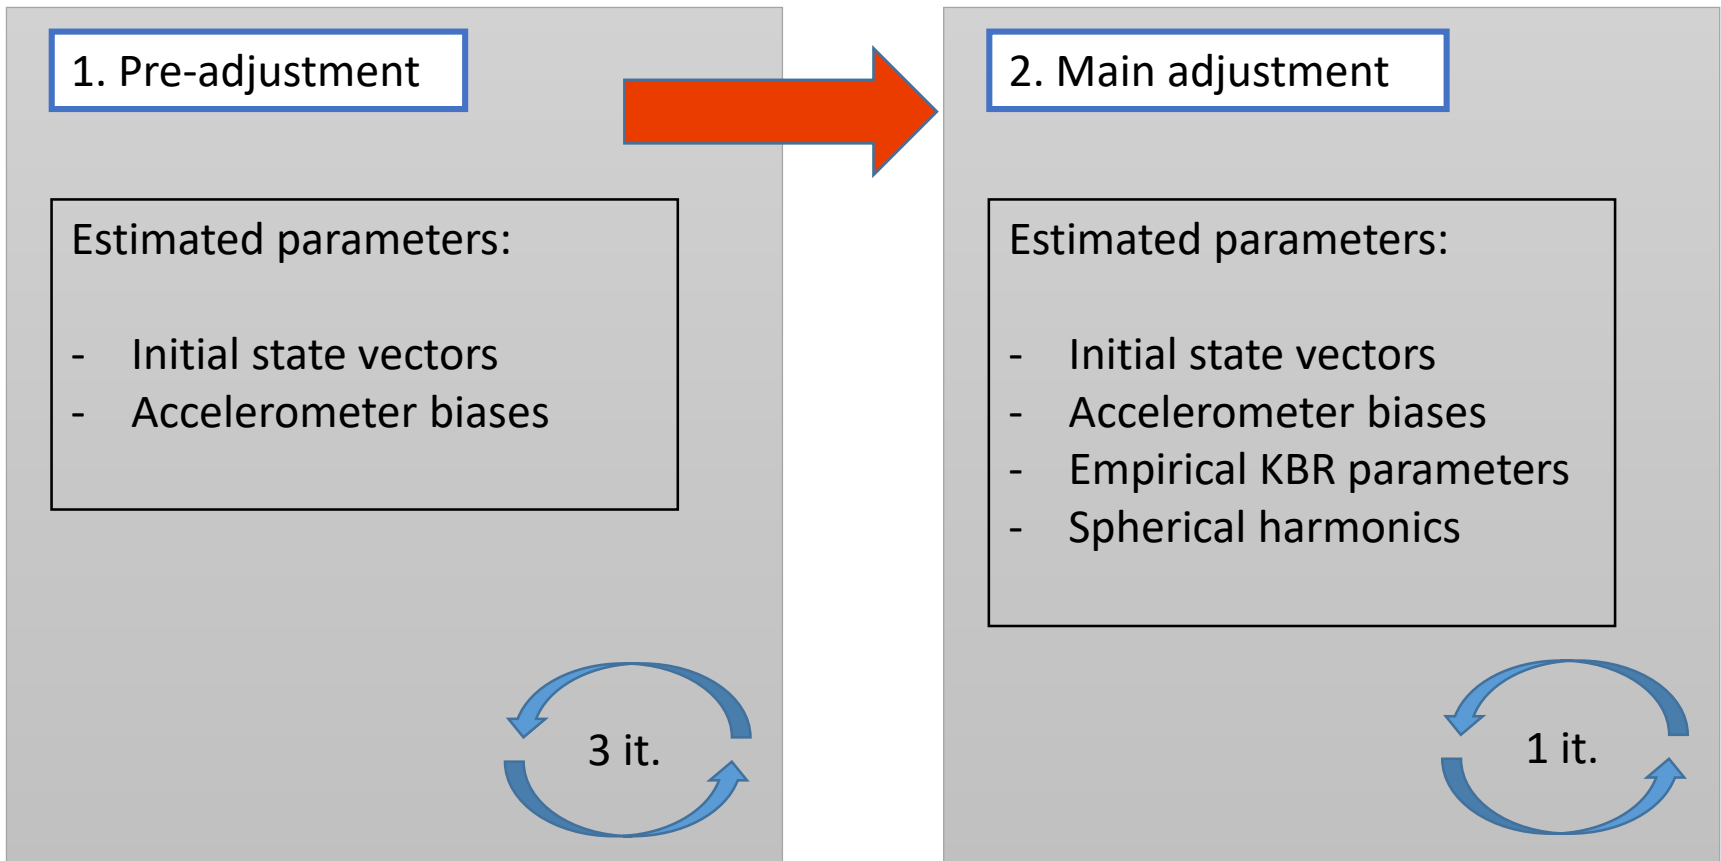 1. Pre-adjustment
Estimated parameters:
- Initial state vectors
- Accelerometer biases
3 it.
2. Main adjustment
Estimated parameters:
- Initial state vectors
- Accelerometer biases
- Empirical KBR parameters
- Spherical harmonics
1 it.